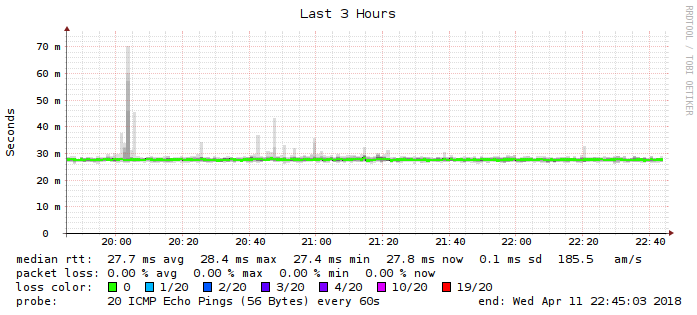 Last 3 Hours
RRDTOOL / TOBI OETIKER
Seconds
70 m
60 m
50 m
40 m
30 m
20 m
10 m
0
20:00 20:20 20:40 21:00 21:20 21:40 22:00 22:20 22:40
median rtt: 27.7 ms avg 28.4 ms max 27.4 ms min 27.8 ms now 0.1 ms sd 185.5 am/s
packet loss: 0.00 % avg 0.00 % max 0.00 % min 0.00 % now
loss color: 0 1/20 2/20 3/20 4/20 10/20 19/20
probe: 20 ICMP Echo Pings (56 Bytes) every 60s end: Wed Apr 11 22:45:03 2018